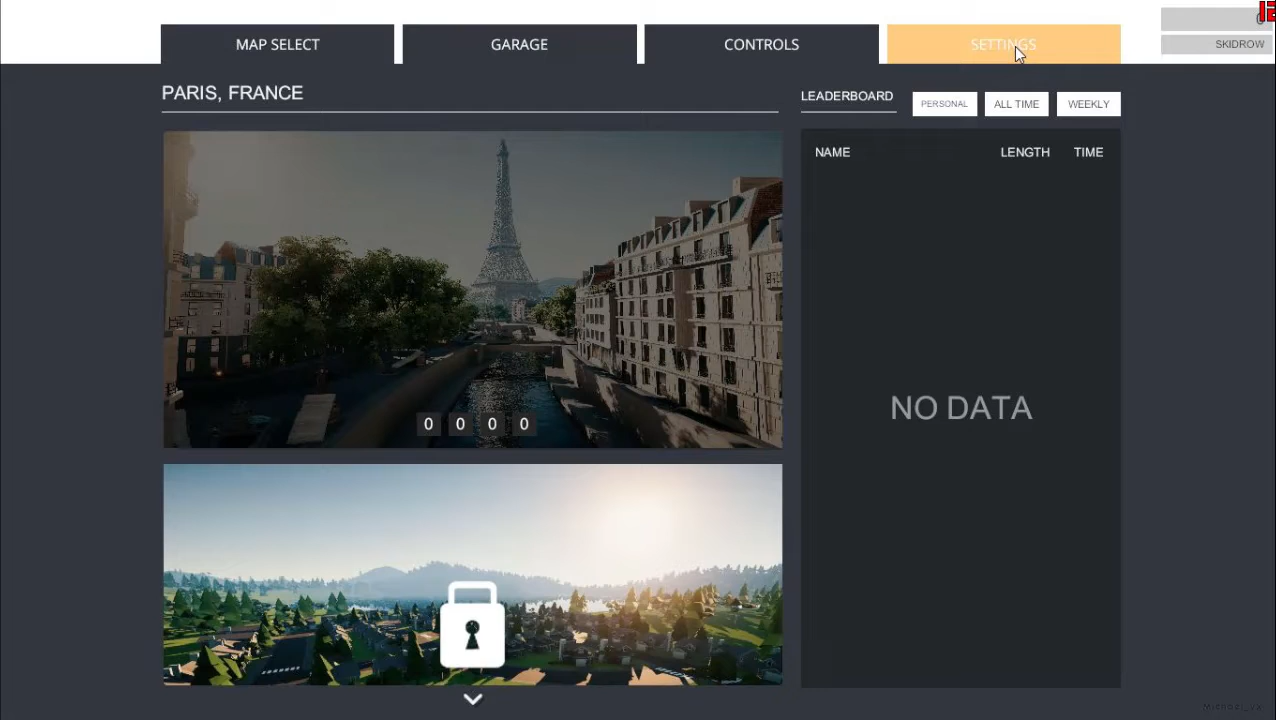 MAP SELECT
GARAGE
CONTROLS
SETTINGS
SKIDROW
PARIS, FRANCE
LEADERBOARD
PERSONAL
ALL TIME
WEEKLY
NAME
LENGTH
TIME
0 0 0 0
NO DATA